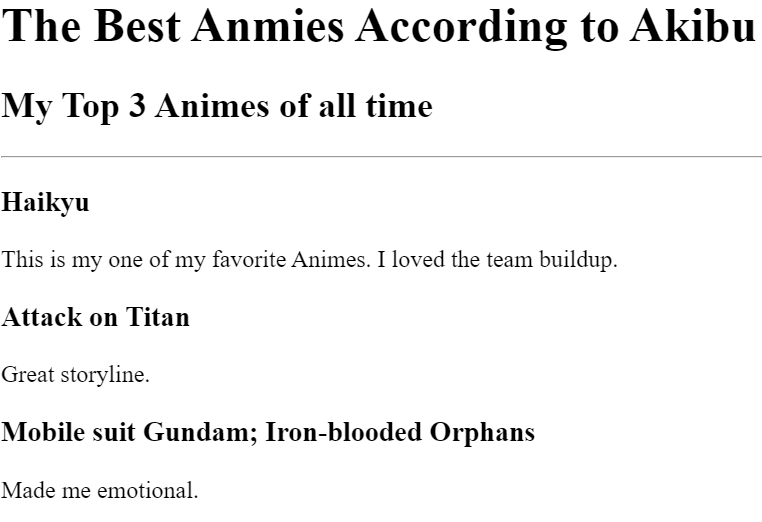 The Best Anmies According to Akibu
My Top 3 Animes of all time
Haikyu
This is my one of my favorite Animes. I loved the team buildup.
Attack on Titan
Great storyline.
Mobile suit Gundam; Iron-blooded Orphans
Made me emotional.